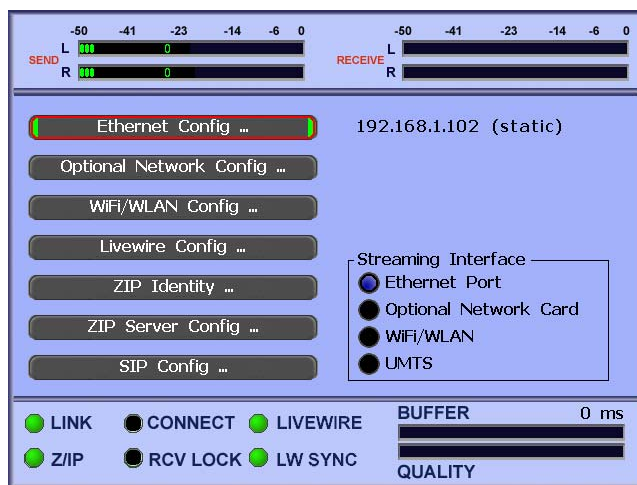 -50 -41 -23 -14 -6 0 -50 -41 -23 -14 -6 0
SEND L 0 RECEIVE L
R 0 R
Ethernet Config ... 192.168.1.102 (static)
Optional Network Config ...
WiFi/WLAN Config ...
Livewire Config ...
Streaming Interface
Ethernet Port
ZIP Identity ...
Optional Network Card
ZIP Server Config ...
WiFi/WLAN
SIP Config ...
UMTS
LINK CONNECT LIVEWIRE
Z/IP RCV LOCK LW SYNC
BUFFER 0 ms
QUALITY